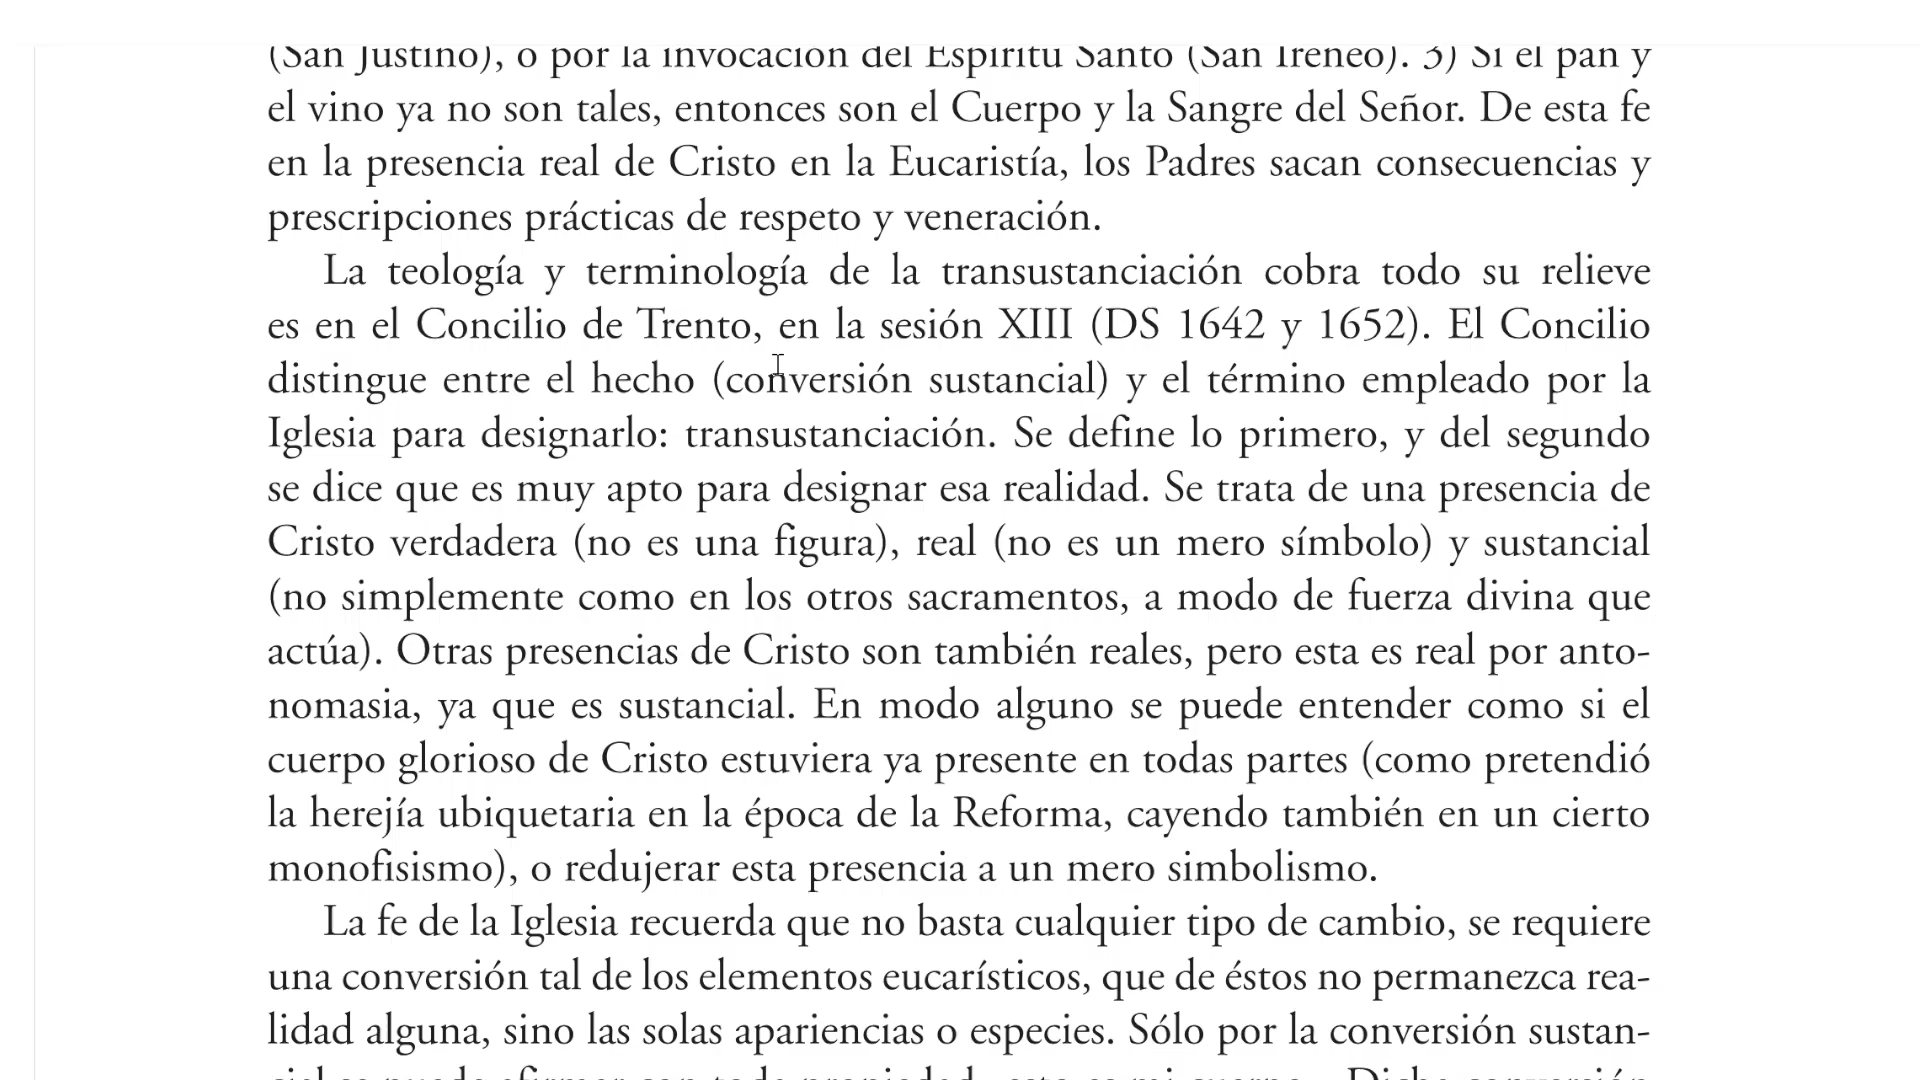 (San Justino), o por la invocación del Espíritu Santo (San Ireneo). 3) Si el pan y
el vino ya no son tales, entonces son el Cuerpo y la Sangre del Señor. De esta fe
en la presencia real de Cristo en la Eucaristía, los Padres sacan consecuencias y
prescripciones prácticas de respeto y veneración.
La teología y terminología de la transustanciación cobra todo su relieve
es en el Concilio de Trento, en la sesión XIII (DS 1642 y 1652). El Concilio
distingue entre el hecho (conversión sustancial) y el término empleado por la
Iglesia para designarlo: transustanciación. Se define lo primero, y del segundo
se dice que es muy apto para designar esa realidad. Se trata de una presencia de
Cristo verdadera (no es una figura), real (no es un mero símbolo) y sustancial
(no simplemente como en los otros sacramentos, a modo de fuerza divina que
actúa). Otras presencias de Cristo son también reales, pero esta es real por anto-
nomasia, ya que es sustancial. En modo alguno se puede entender como si el
cuerpo glorioso de Cristo estuviera ya presente en todas partes (como pretendió
la herejía ubiquetaria en la época de la Reforma, cayendo también en un cierto
monofisismo), o redujerar esta presencia a un mero simbolismo.
La fe de la Iglesia recuerda que no basta cualquier tipo de cambio, se requiere
una conversión tal de los elementos eucarísticos, que de éstos no permanezca rea-
lidad alguna, sino las solas apariencias o especies. Sólo por la conversión sustan-